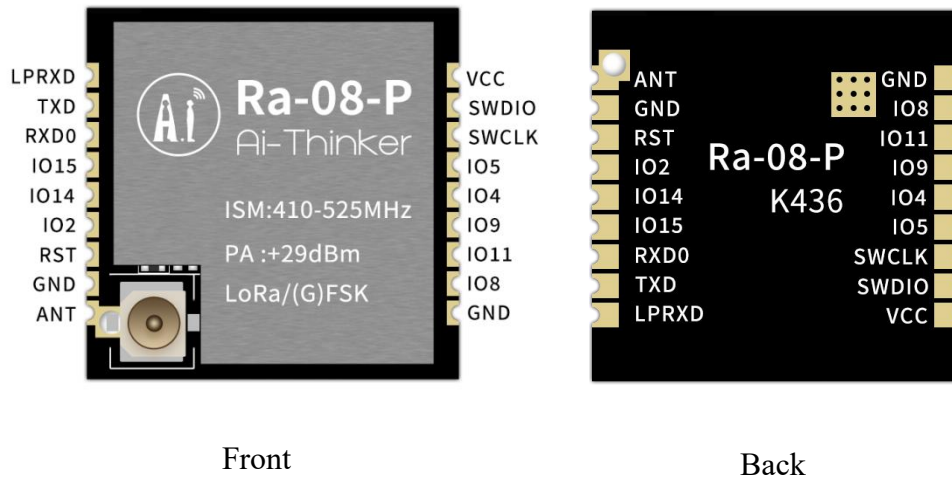 LPRXD
TXD
RXD0
IO15
IO14
IO2
RST
GND
ANT
A.i
Ra-08-P
Ai-Thinker
ISM:410-525MHz
PA :+29dBm
LoRa/(G)FSK
VCC
SWDIO
SWCLK
IO5
IO4
IO9
IO11
IO8
GND
Front
ANT
GND
RST
IO2
IO14
IO15
RXD0
TXD
LPRXD
Ra-08-P
K436
GND
IO8
IO11
IO9
IO4
IO5
SWCLK
SWDIO
VCC
Back